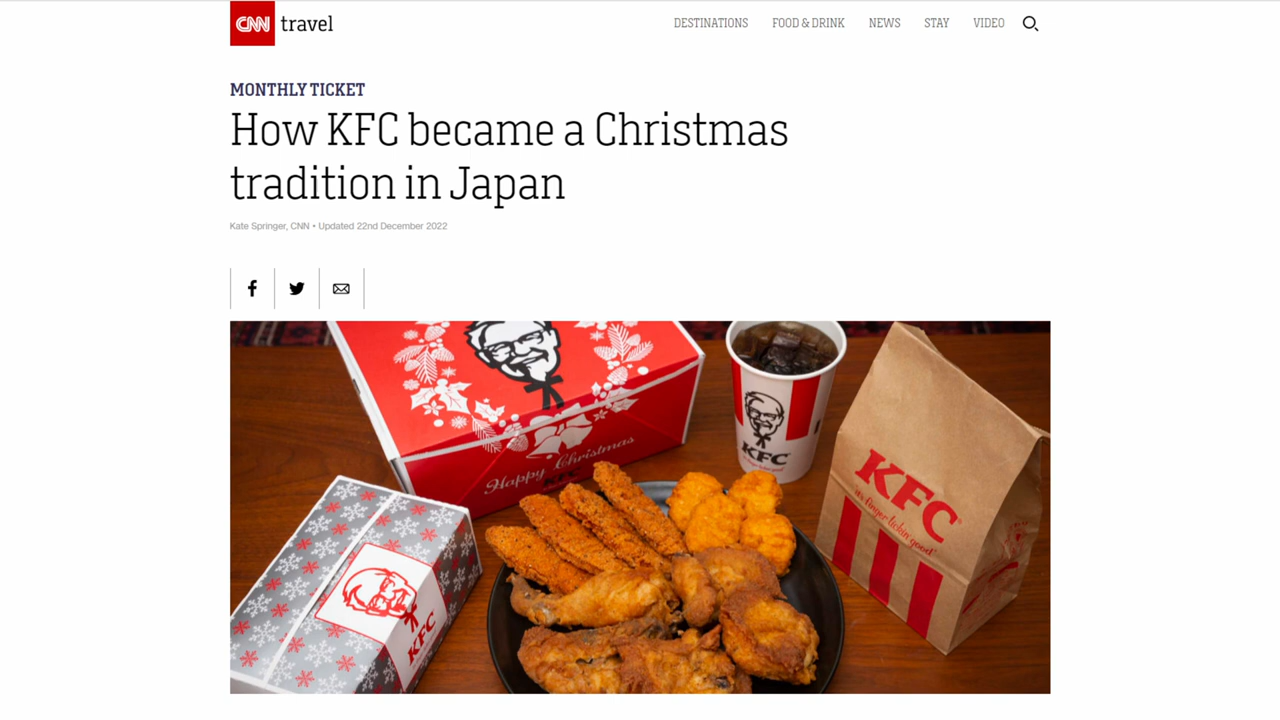 CNN travel
DESTINATIONS FOOD & DRINK NEWS STAY VIDEO
MONTHLY TICKET
How KFC became a Christmas
tradition in Japan
Kate Springer, CNN • Updated 22nd December 2022
Happy Christmas
KFC
KFC
KFC
it's finger lickin' good
KFC